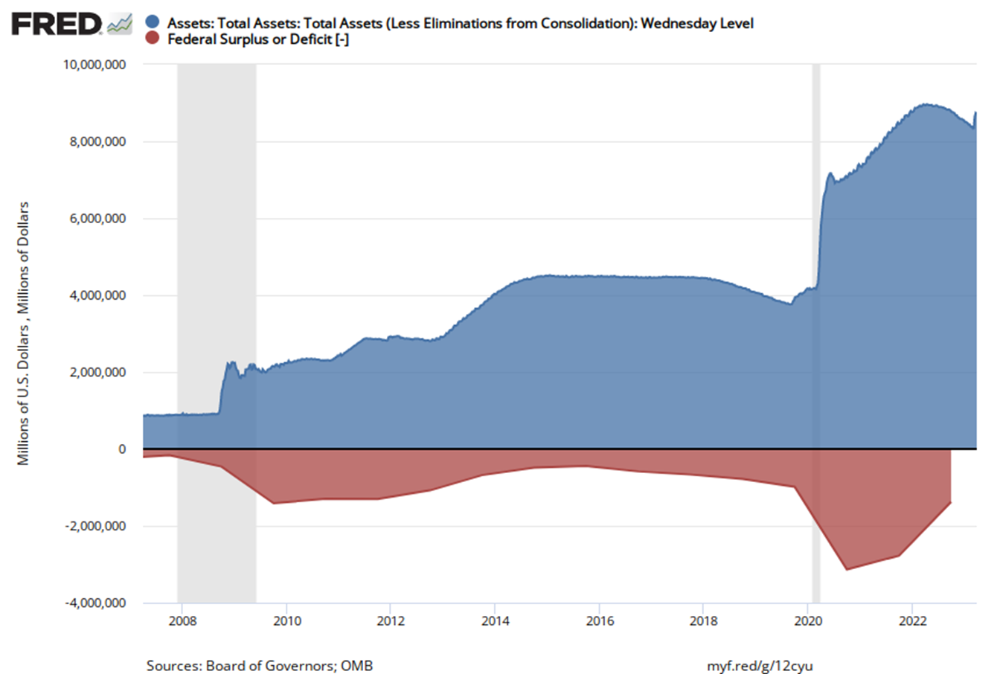 FRED
Assets: Total Assets: Total Assets (Less Eliminations from Consolidation): Wednesday Level
Federal Surplus or Deficit [-]
Millions of U.S. Dollars , Millions of Dollars
10,000,000
8,000,000
6,000,000
4,000,000
2,000,000
0
-2,000,000
-4,000,000
2008 2010 2012 2014 2016 2018 2020 2022
Sources: Board of Governors; OMB
myf.red/g/12cyu